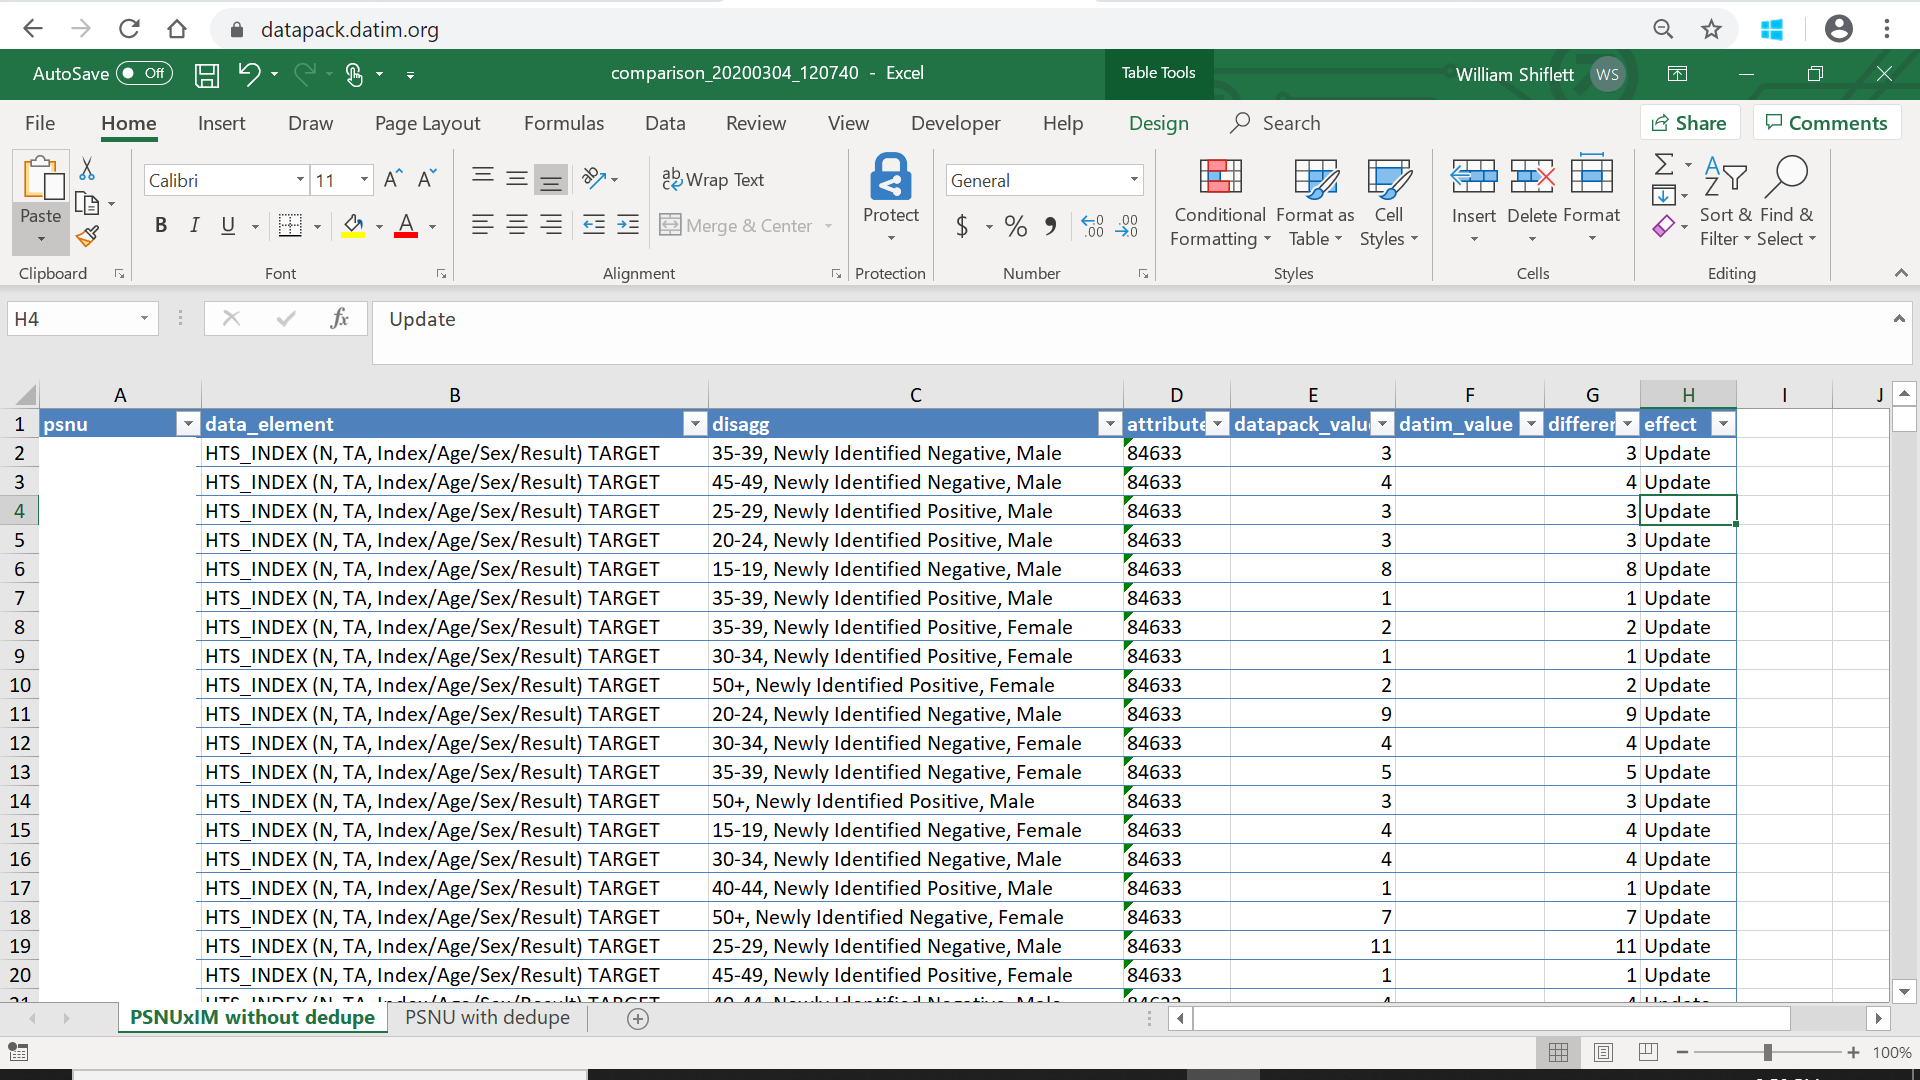 datapack.datim.org
AutoSave Off comparison_20200304_120740 - Excel Table Tools William Shiflett WS
File Home Insert Draw Page Layout Formulas Data Review View Developer Help Design Search Share Comments
Paste Calibri 11 Wrap Text General Protect Conditional Formatting Format as Table Cell Styles Insert Delete Format Sort & Filter Find & Select
B I U A Merge & Center $ % 
Clipboard Font Alignment Protection Number Styles Cells Editing
H4 fx Update
A B C D E F G H I J
1 psnu data_element disagg attribute datapack_valu datim_value differer effect
2 HTS_INDEX (N, TA, Index/Age/Sex/Result) TARGET 35-39, Newly Identified Negative, Male 84633 3 3 Update
3 HTS_INDEX (N, TA, Index/Age/Sex/Result) TARGET 45-49, Newly Identified Negative, Male 84633 4 4 Update
4 HTS_INDEX (N, TA, Index/Age/Sex/Result) TARGET 25-29, Newly Identified Positive, Male 84633 3 3 Update
5 HTS_INDEX (N, TA, Index/Age/Sex/Result) TARGET 20-24, Newly Identified Positive, Male 84633 3 3 Update
6 HTS_INDEX (N, TA, Index/Age/Sex/Result) TARGET 15-19, Newly Identified Negative, Male 84633 8 8 Update
7 HTS_INDEX (N, TA, Index/Age/Sex/Result) TARGET 35-39, Newly Identified Positive, Male 84633 1 1 Update
8 HTS_INDEX (N, TA, Index/Age/Sex/Result) TARGET 35-39, Newly Identified Positive, Female 84633 2 2 Update
9 HTS_INDEX (N, TA, Index/Age/Sex/Result) TARGET 30-34, Newly Identified Positive, Female 84633 1 1 Update
10 HTS_INDEX (N, TA, Index/Age/Sex/Result) TARGET 50+, Newly Identified Positive, Female 84633 2 2 Update
11 HTS_INDEX (N, TA, Index/Age/Sex/Result) TARGET 20-24, Newly Identified Negative, Male 84633 9 9 Update
12 HTS_INDEX (N, TA, Index/Age/Sex/Result) TARGET 30-34, Newly Identified Negative, Female 84633 4 4 Update
13 HTS_INDEX (N, TA, Index/Age/Sex/Result) TARGET 35-39, Newly Identified Negative, Female 84633 5 5 Update
14 HTS_INDEX (N, TA, Index/Age/Sex/Result) TARGET 50+, Newly Identified Positive, Male 84633 3 3 Update
15 HTS_INDEX (N, TA, Index/Age/Sex/Result) TARGET 15-19, Newly Identified Negative, Female 84633 4 4 Update
16 HTS_INDEX (N, TA, Index/Age/Sex/Result) TARGET 30-34, Newly Identified Negative, Male 84633 4 4 Update
17 HTS_INDEX (N, TA, Index/Age/Sex/Result) TARGET 40-44, Newly Identified Positive, Male 84633 1 1 Update
18 HTS_INDEX (N, TA, Index/Age/Sex/Result) TARGET 50+, Newly Identified Negative, Female 84633 7 7 Update
19 HTS_INDEX (N, TA, Index/Age/Sex/Result) TARGET 25-29, Newly Identified Negative, Male 84633 11 11 Update
20 HTS_INDEX (N, TA, Index/Age/Sex/Result) TARGET 45-49, Newly Identified Positive, Female 84633 1 1 Update
PSNUxIM without dedupe PSNU with dedupe
100%